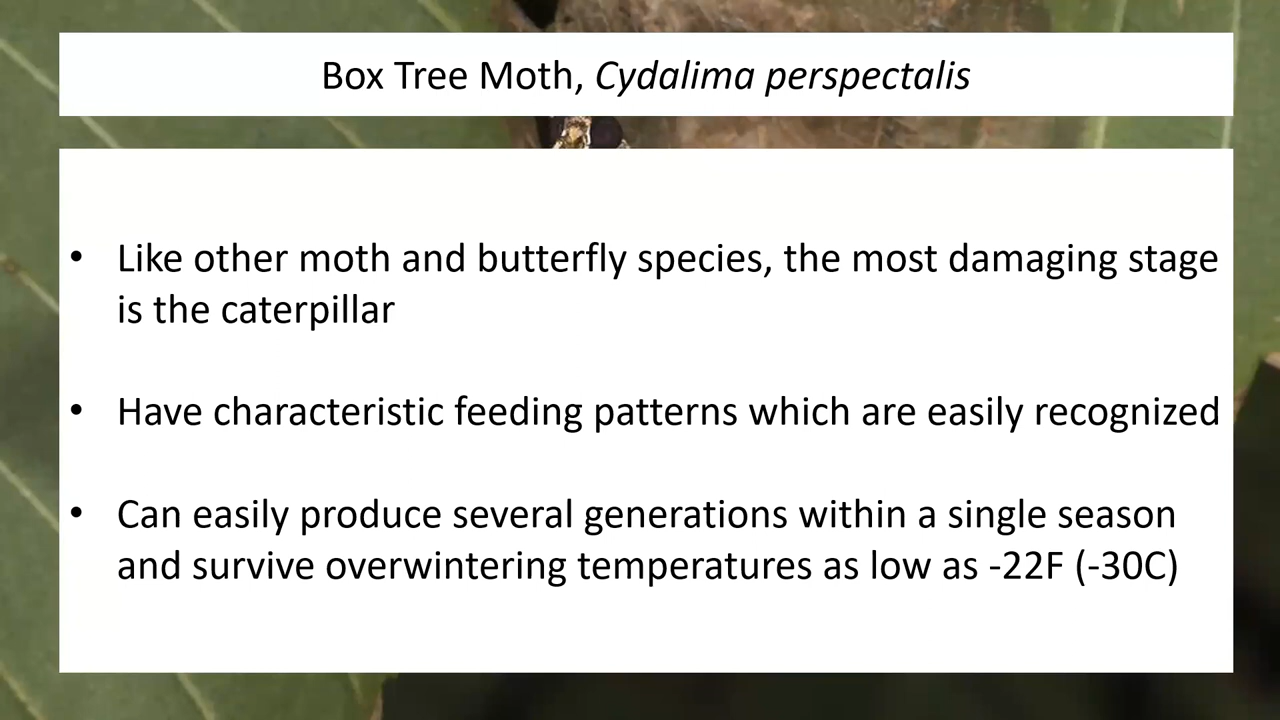 Box Tree Moth, Cydalima perspectalis
• Like other moth and butterfly species, the most damaging stage
is the caterpillar
• Have characteristic feeding patterns which are easily recognized
• Can easily produce several generations within a single season
and survive overwintering temperatures as low as -22F (-30C)